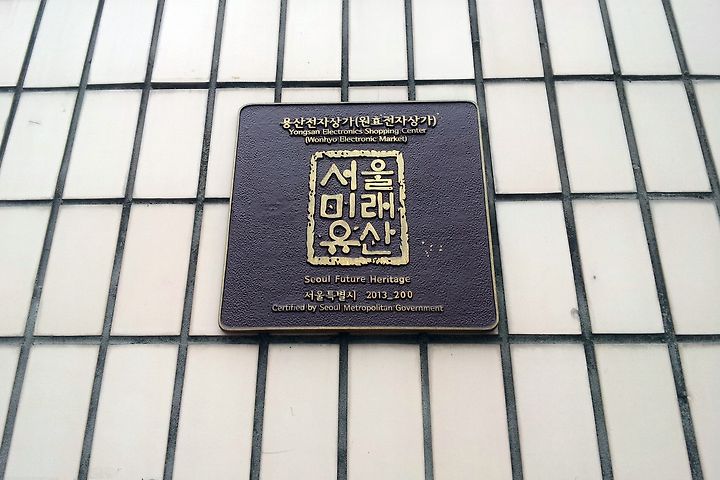 용산전자상가(원효전자상가)
Yongsan Electronics Shopping Center
(Wonhyo Electronic Market)
서울
미래
유산
Seoul Future Heritage
서울특별시 2013_200
Certified by Seoul Metropolitan Government